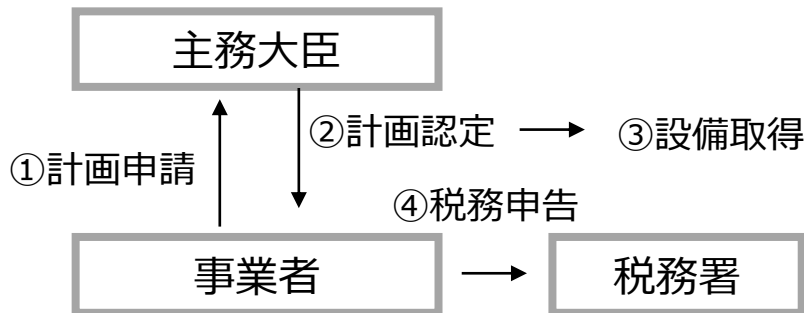 主務大臣
②計画認定
③設備取得
①計画申請
④税務申告
事業者
税務署